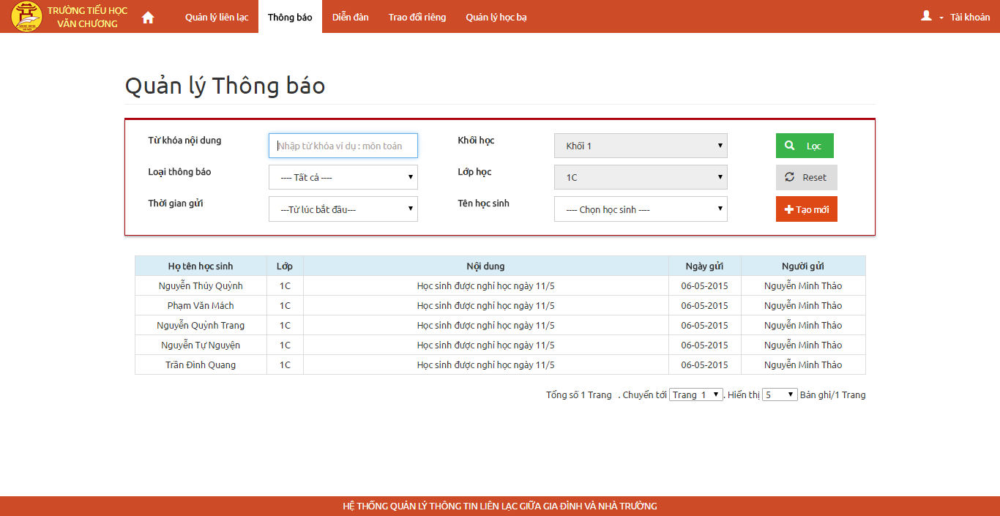 TRƯỜNG TIỂU HỌC
VĂN CHƯƠNG
Quản lý liên lạc Thông báo Diễn đàn Trao đổi riêng Quản lý học bạ Tài khoản
Quản lý Thông báo
Từ khóa nội dung Nhập từ khóa ví dụ : môn toán Khối học Khối 1 Lọc
Loại thông báo ---- Tất cả ---- Lớp học 1C Reset
Thời gian gửi ---Từ lúc bắt đầu--- Tên học sinh ---- Chọn học sinh ---- Tạo mới
Họ tên học sinh Lớp Nội dung Ngày gửi Người gửi
Nguyễn Thúy Quỳnh 1C Học sinh được nghỉ học ngày 11/5 06-05-2015 Nguyễn Minh Thảo
Phạm Văn Mách 1C Học sinh được nghỉ học ngày 11/5 06-05-2015 Nguyễn Minh Thảo
Nguyễn Quỳnh Trang 1C Học sinh được nghỉ học ngày 11/5 06-05-2015 Nguyễn Minh Thảo
Nguyễn Tự Nguyện 1C Học sinh được nghỉ học ngày 11/5 06-05-2015 Nguyễn Minh Thảo
Trần Đình Quang 1C Học sinh được nghỉ học ngày 11/5 06-05-2015 Nguyễn Minh Thảo
Tổng số 1 Trang . Chuyển tới Trang 1 . Hiển thị 5 Bản ghi/1 Trang
HỆ THỐNG QUẢN LÝ THÔNG TIN LIÊN LẠC GIỮA GIA ĐÌNH VÀ NHÀ TRƯỜNG